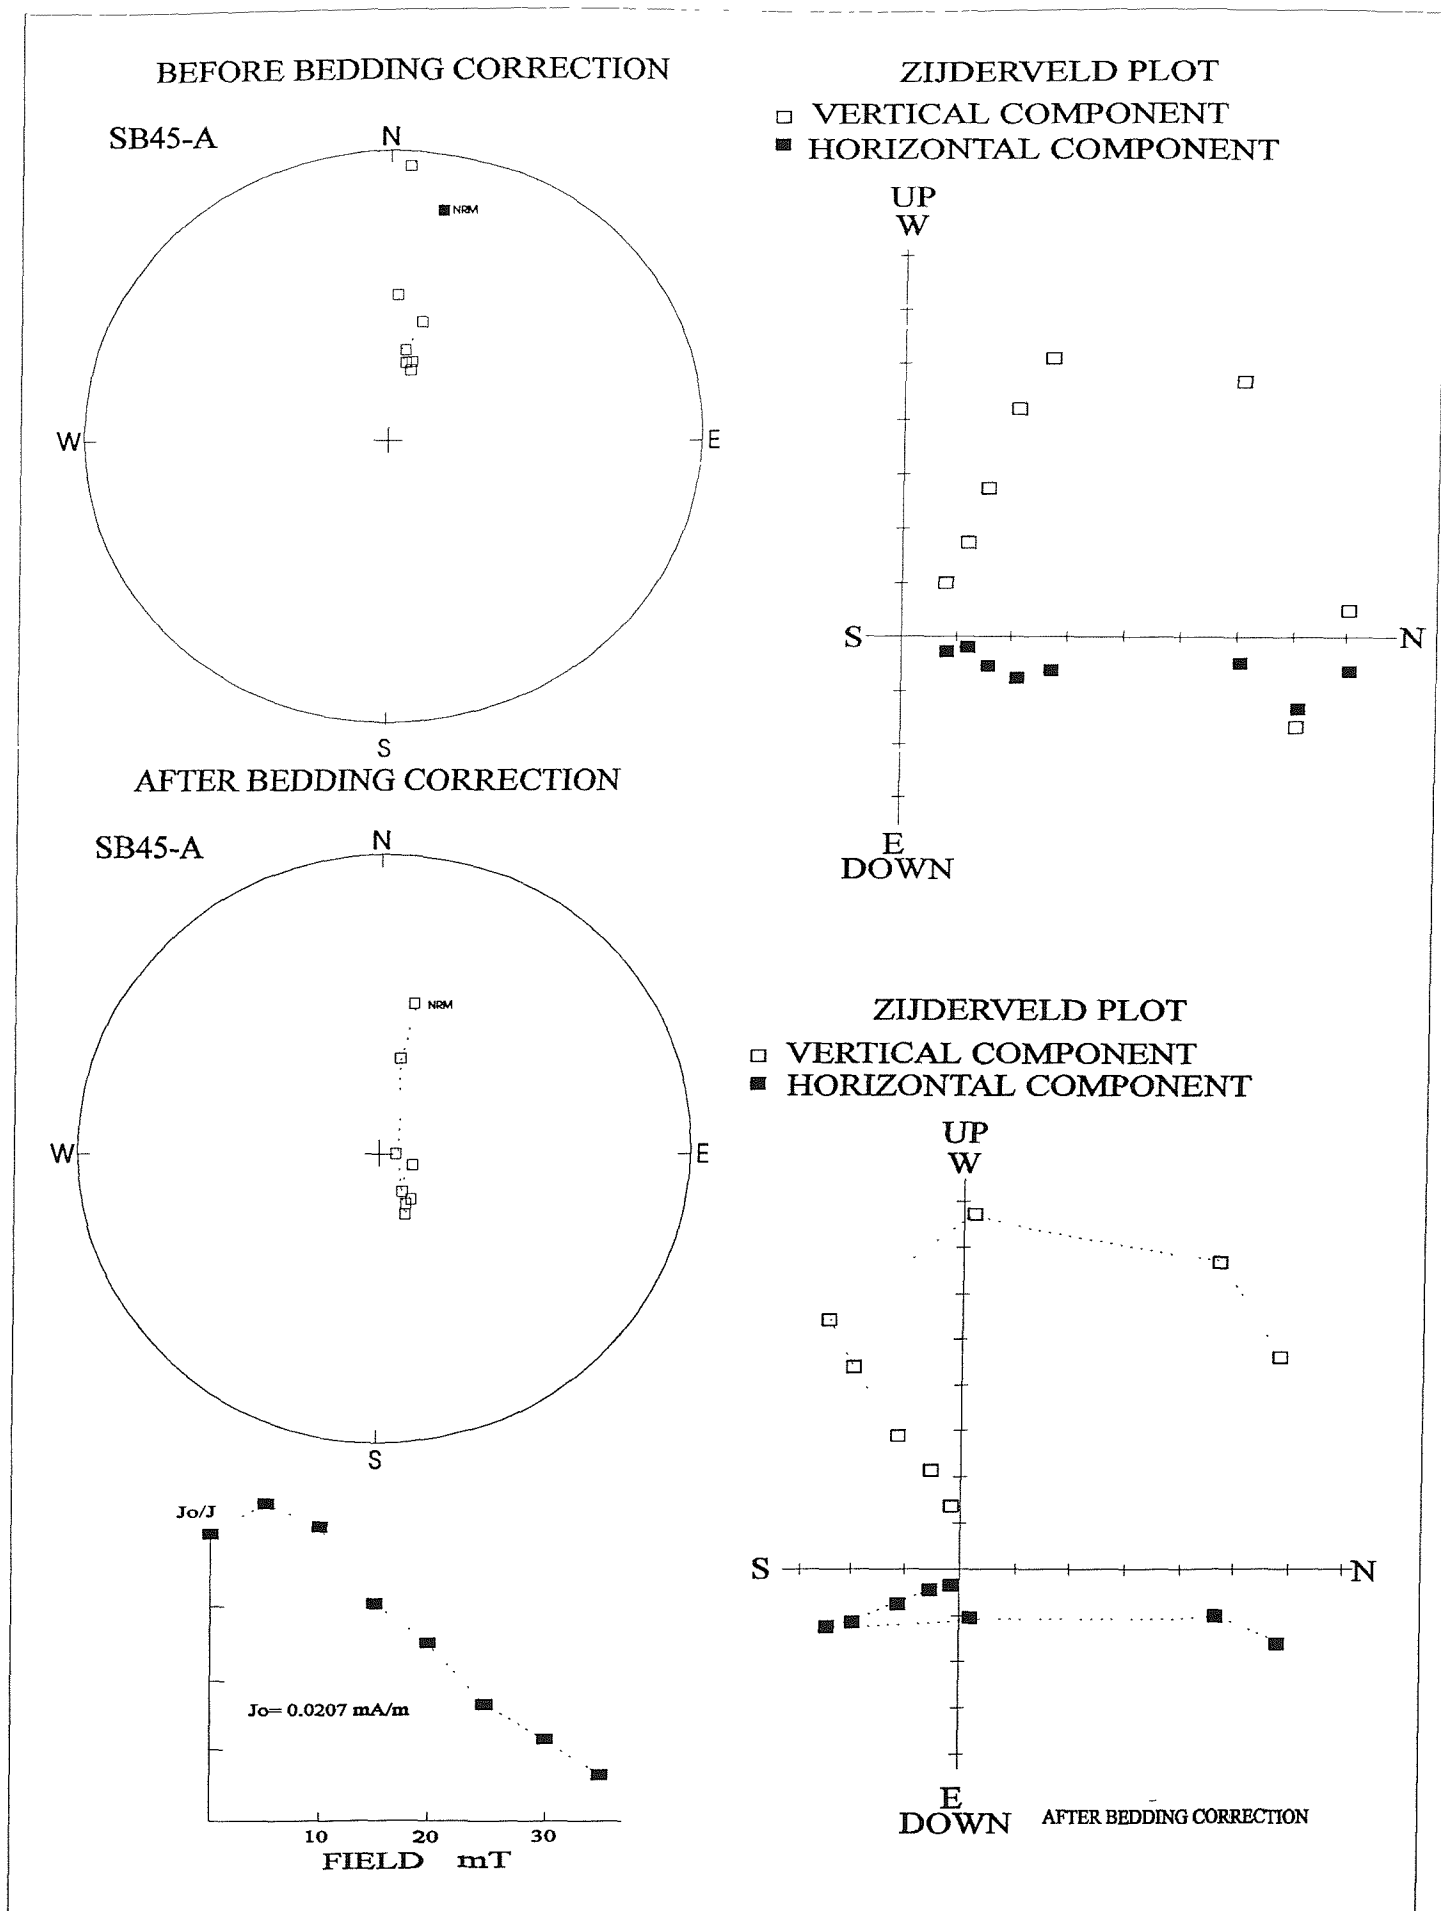 BEFORE BEDDING CORRECTION
SB45-A
N
NRM
W
E
S
ZIJDERVELD PLOT
VERTICAL COMPONENT
HORIZONTAL COMPONENT
UP
W
S
N
E
DOWN
AFTER BEDDING CORRECTION
SB45-A
N
NRM
W
E
S
ZIJDERVELD PLOT
VERTICAL COMPONENT
HORIZONTAL COMPONENT
UP
W
S
N
E
DOWN
AFTER BEDDING CORRECTION
Jo/J
Jo= 0.0207 mA/m
10 20 30
FIELD mT